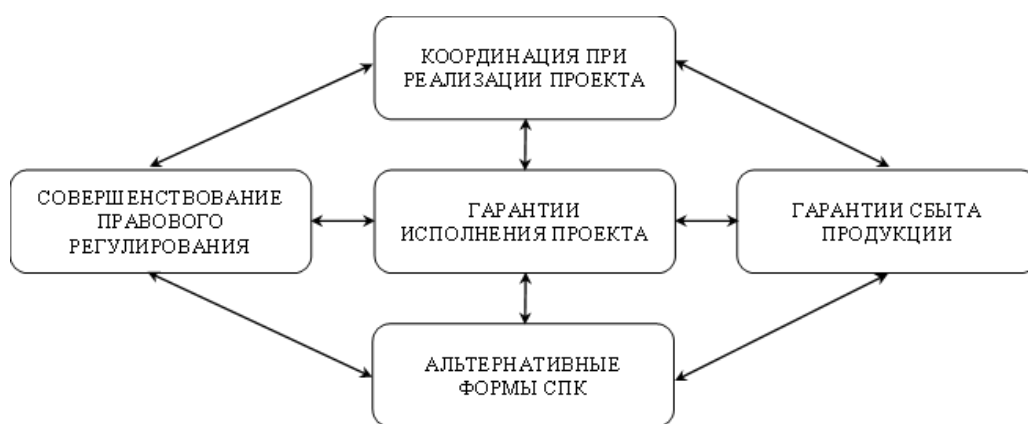 КООРДИНАЦИЯ ПРИ
РЕАЛИЗАЦИИ ПРОЕКТА
СОВЕРШЕНСТВОВАНИЕ
ПРАВОВОГО
РЕГУЛИРОВАНИЯ
ГАРАНТИИ
ИСПОЛНЕНИЯ ПРОЕКТА
ГАРАНТИИ СБЫТА
ПРОДУКЦИИ
АЛЬТЕРНАТИВНЫЕ
ФОРМЫ СПК